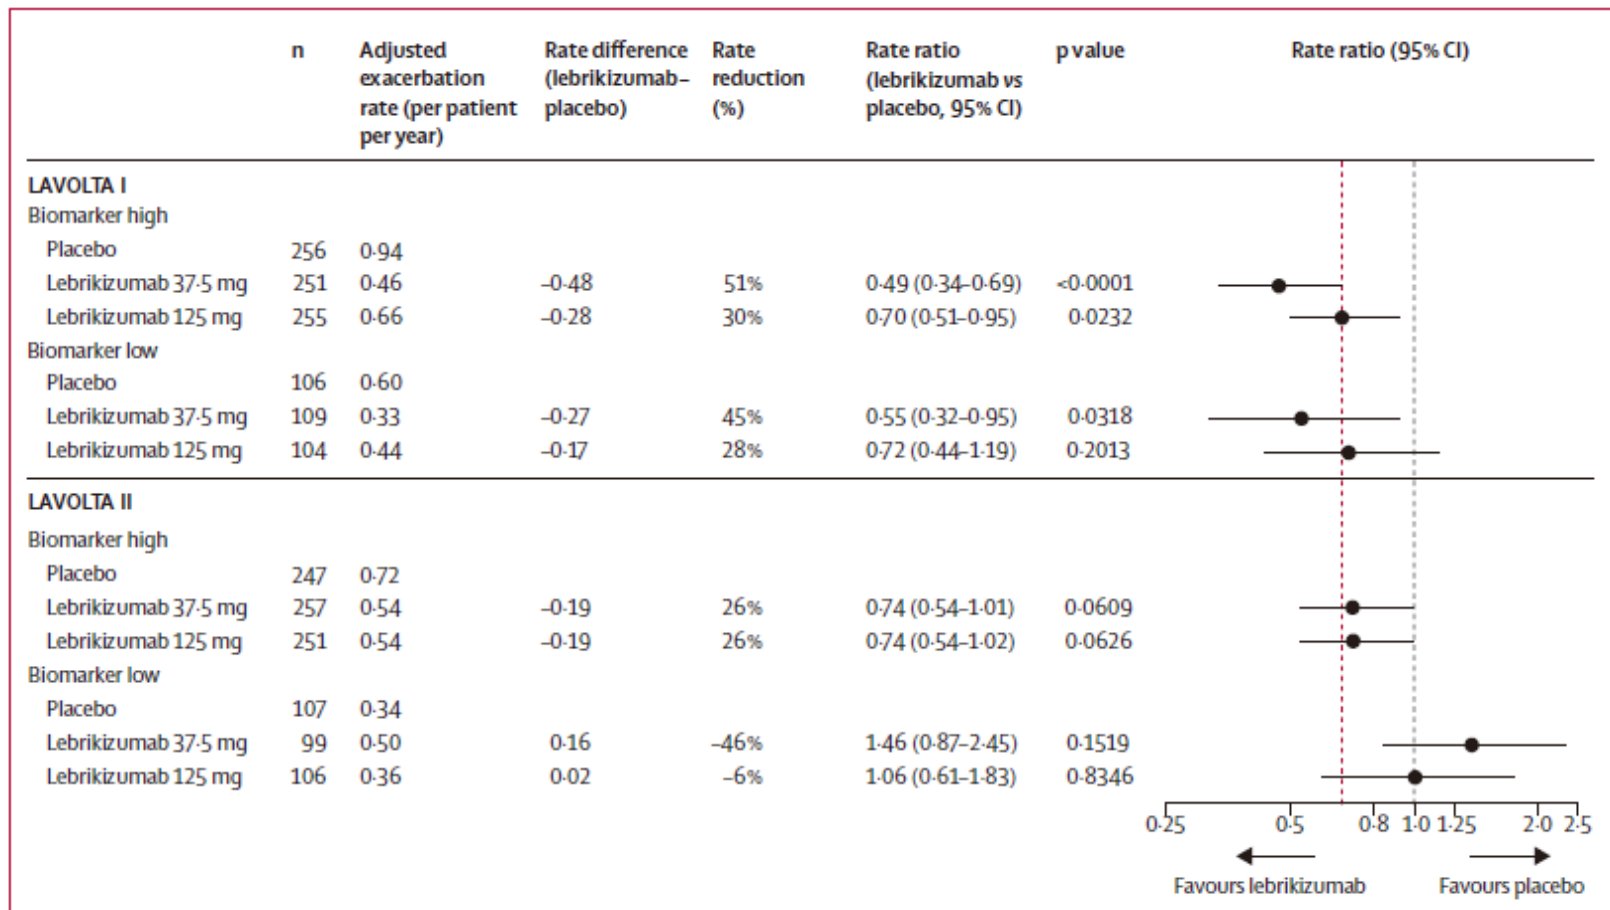 n Adjusted exacerbation rate (per patient per year) Rate difference (lebrikizumab–placebo) Rate reduction (%) Rate ratio (lebrikizumab vs placebo, 95% CI) p value Rate ratio (95% CI)
LAVOLTA I
Biomarker high
Placebo 256 0·94
Lebrikizumab 37·5 mg 251 0·46 –0·48 51% 0·49 (0·34–0·69) <0·0001
Lebrikizumab 125 mg 255 0·66 –0·28 30% 0·70 (0·51–0·95) 0·0232
Biomarker low
Placebo 106 0·60
Lebrikizumab 37·5 mg 109 0·33 –0·27 45% 0·55 (0·32–0·95) 0·0318
Lebrikizumab 125 mg 104 0·44 –0·17 28% 0·72 (0·44–1·19) 0·2013
LAVOLTA II
Biomarker high
Placebo 247 0·72
Lebrikizumab 37·5 mg 257 0·54 –0·19 26% 0·74 (0·54–1·01) 0·0609
Lebrikizumab 125 mg 251 0·54 –0·19 26% 0·74 (0·54–1·02) 0·0626
Biomarker low
Placebo 107 0·34
Lebrikizumab 37·5 mg 99 0·50 0·16 –46% 1·46 (0·87–2·45) 0·1519
Lebrikizumab 125 mg 106 0·36 0·02 –6% 1·06 (0·61–1·83) 0·8346
0·25 0·5 0·8 1·0 1·25 2·0 2·5
Favours lebrikizumab Favours placebo